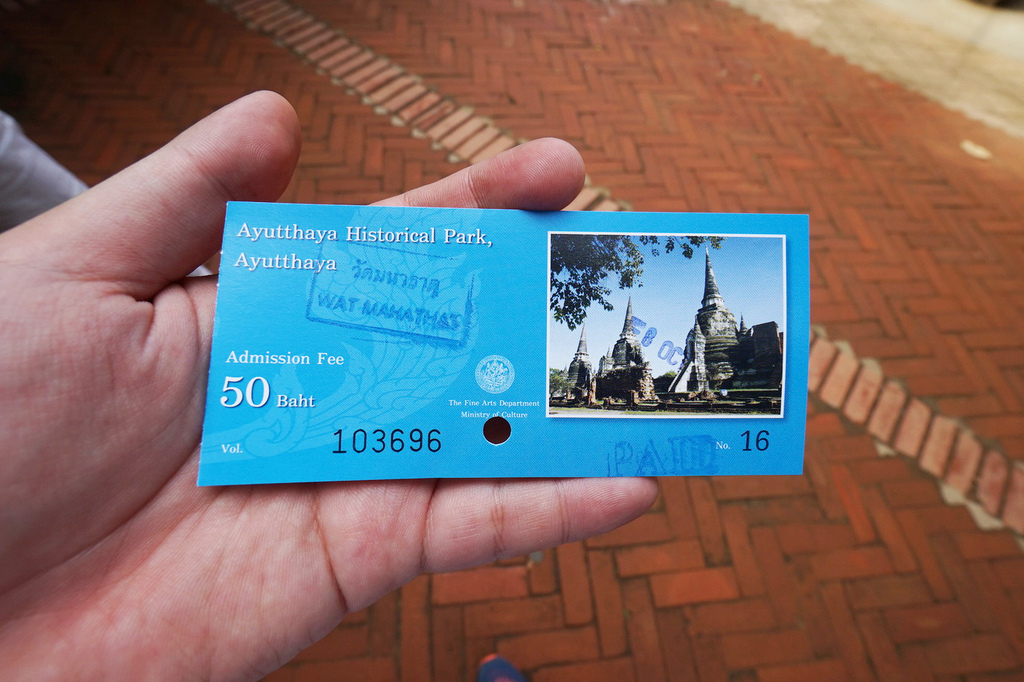 Ayutthaya Historical Park,
Ayutthaya
วัดมหาธาตุ
WAT MAHATHAT
Admission Fee
50 Baht
The Fine Arts Department
Ministry of Culture
Vol. 103696
PAID
No. 16